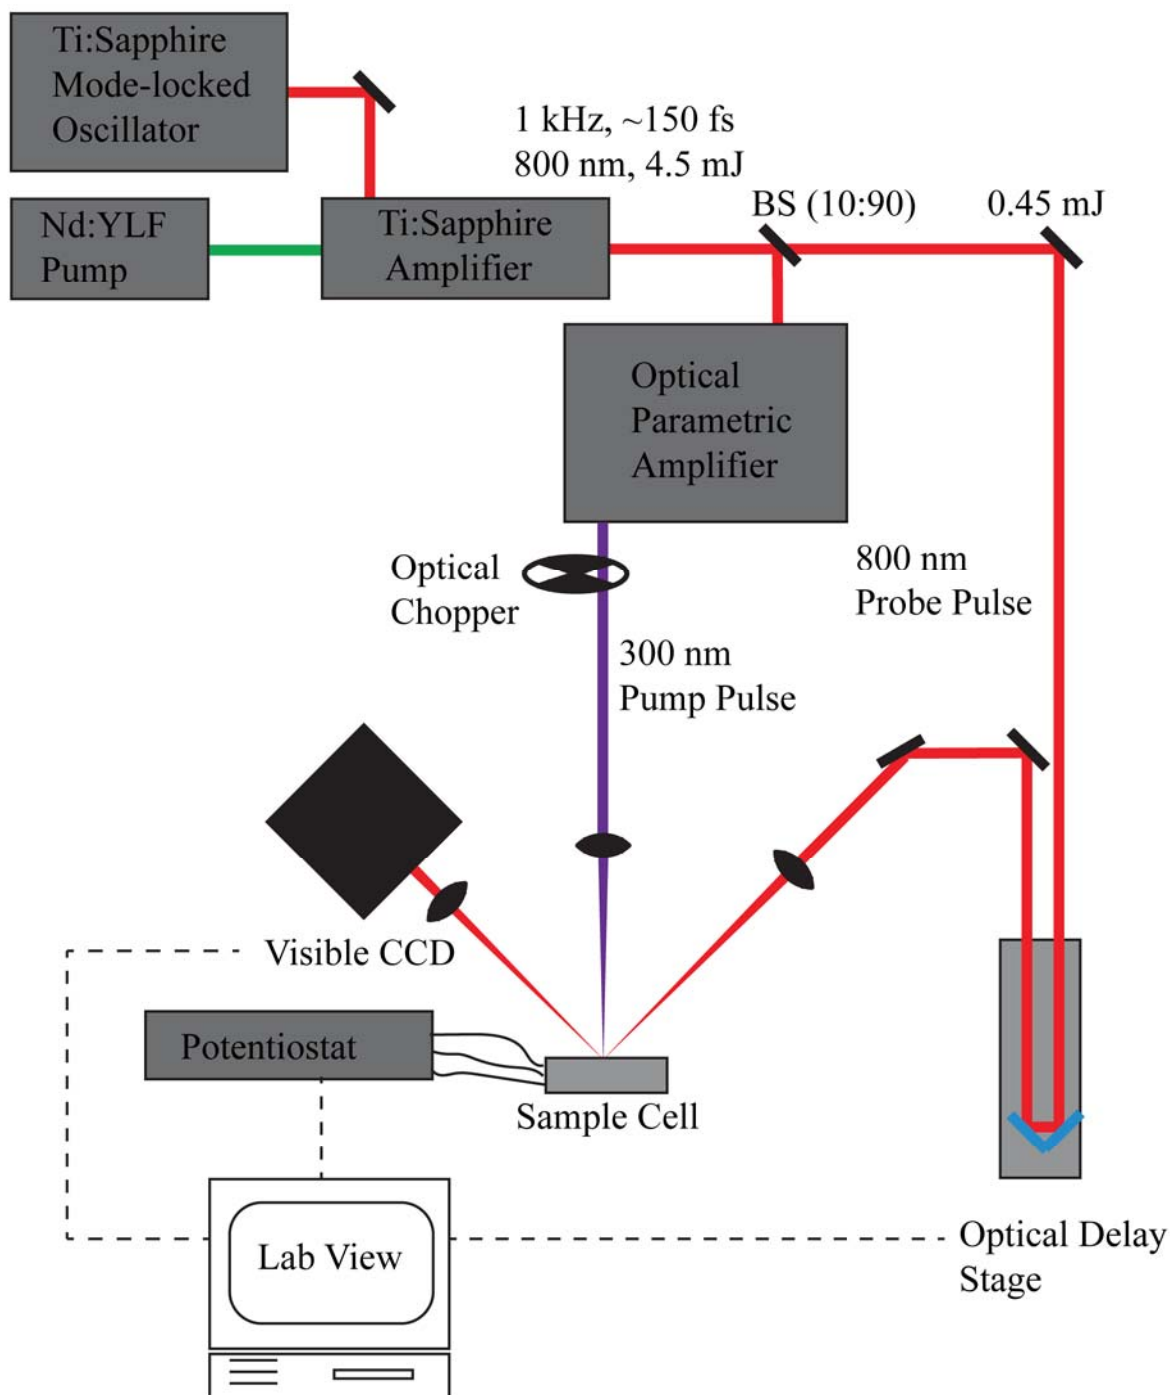 Ti:Sapphire
Mode-locked
Oscillator
1 kHz, ~150 fs
800 nm, 4.5 mJ
BS (10:90)
0.45 mJ
Nd:YLF
Pump
Ti:Sapphire
Amplifier
Optical
Parametric
Amplifier
Optical
Chopper
800 nm
Probe Pulse
300 nm
Pump Pulse
Visible CCD
Potentiostat
Sample Cell
Lab View
Optical Delay
Stage